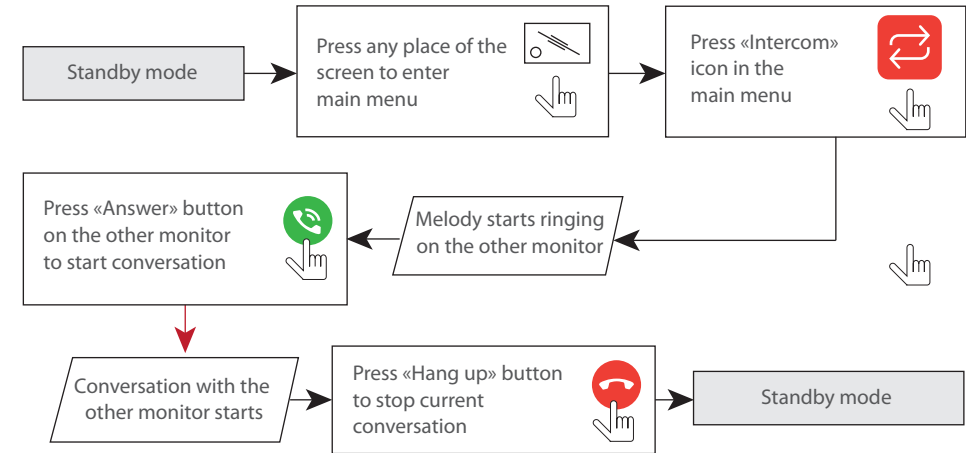 Standby mode
Press any place of the
screen to enter
main menu
Press «Intercom»
icon in the
main menu
Press «Answer» button
on the other monitor
to start conversation
Melody starts ringing
on the other monitor
Conversation with the
other monitor starts
Press «Hang up» button
to stop current
conversation
Standby mode